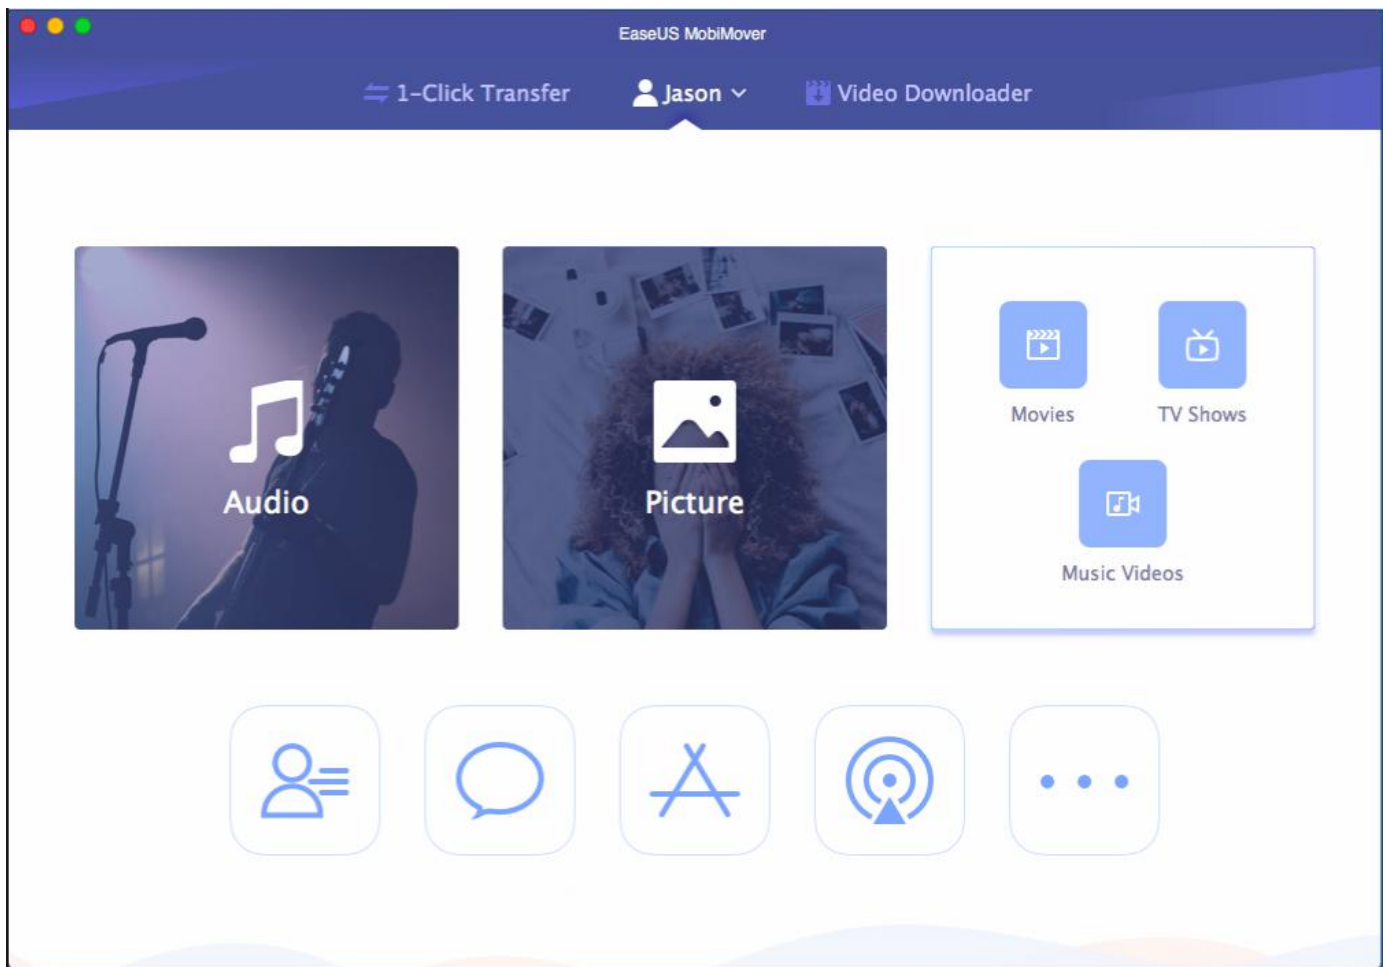 EaseUS MobiMover
1-Click Transfer
Jason
Video Downloader
Audio
Picture
Movies
TV Shows
Music Videos